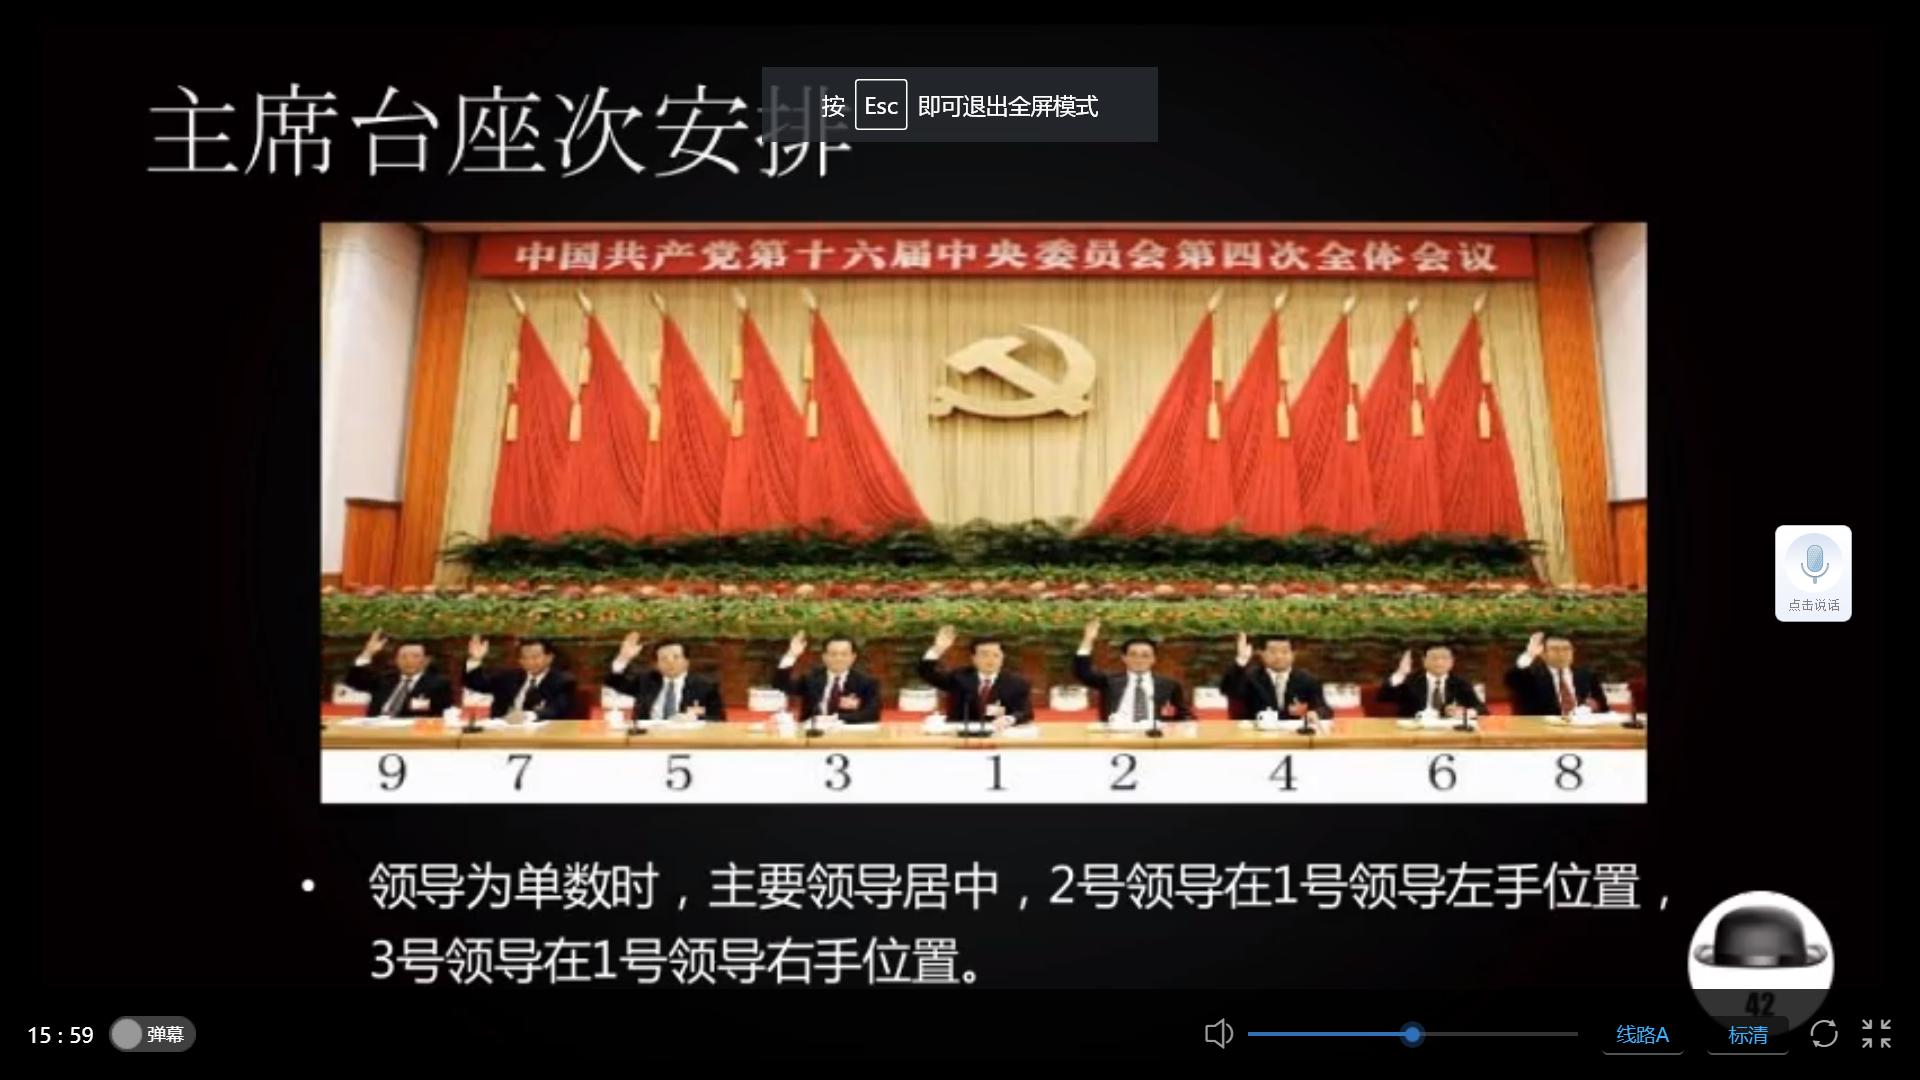 主席台座次安排
按 Esc 即可退出全屏模式
中国共产党第十六届中央委员会第四次全体会议
点击说话
9 7 5 3 1 2 4 6 8
• 领导为单数时，主要领导居中，2号领导在1号领导左手位置，
3号领导在1号领导右手位置。
42
15:59 弹幕 线路A 标清